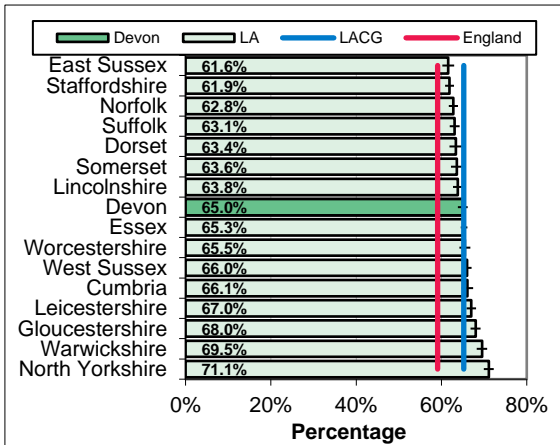 Devon LA LACG England
East Sussex 61.6%
Staffordshire 61.9%
Norfolk 62.8%
Suffolk 63.1%
Dorset 63.4%
Somerset 63.6%
Lincolnshire 63.8%
Devon 65.0%
Essex 65.3%
Worcestershire 65.5%
West Sussex 66.0%
Cumbria 66.1%
Leicestershire 67.0%
Gloucestershire 68.0%
Warwickshire 69.5%
North Yorkshire 71.1%
0% 20% 40% 60% 80%
Percentage